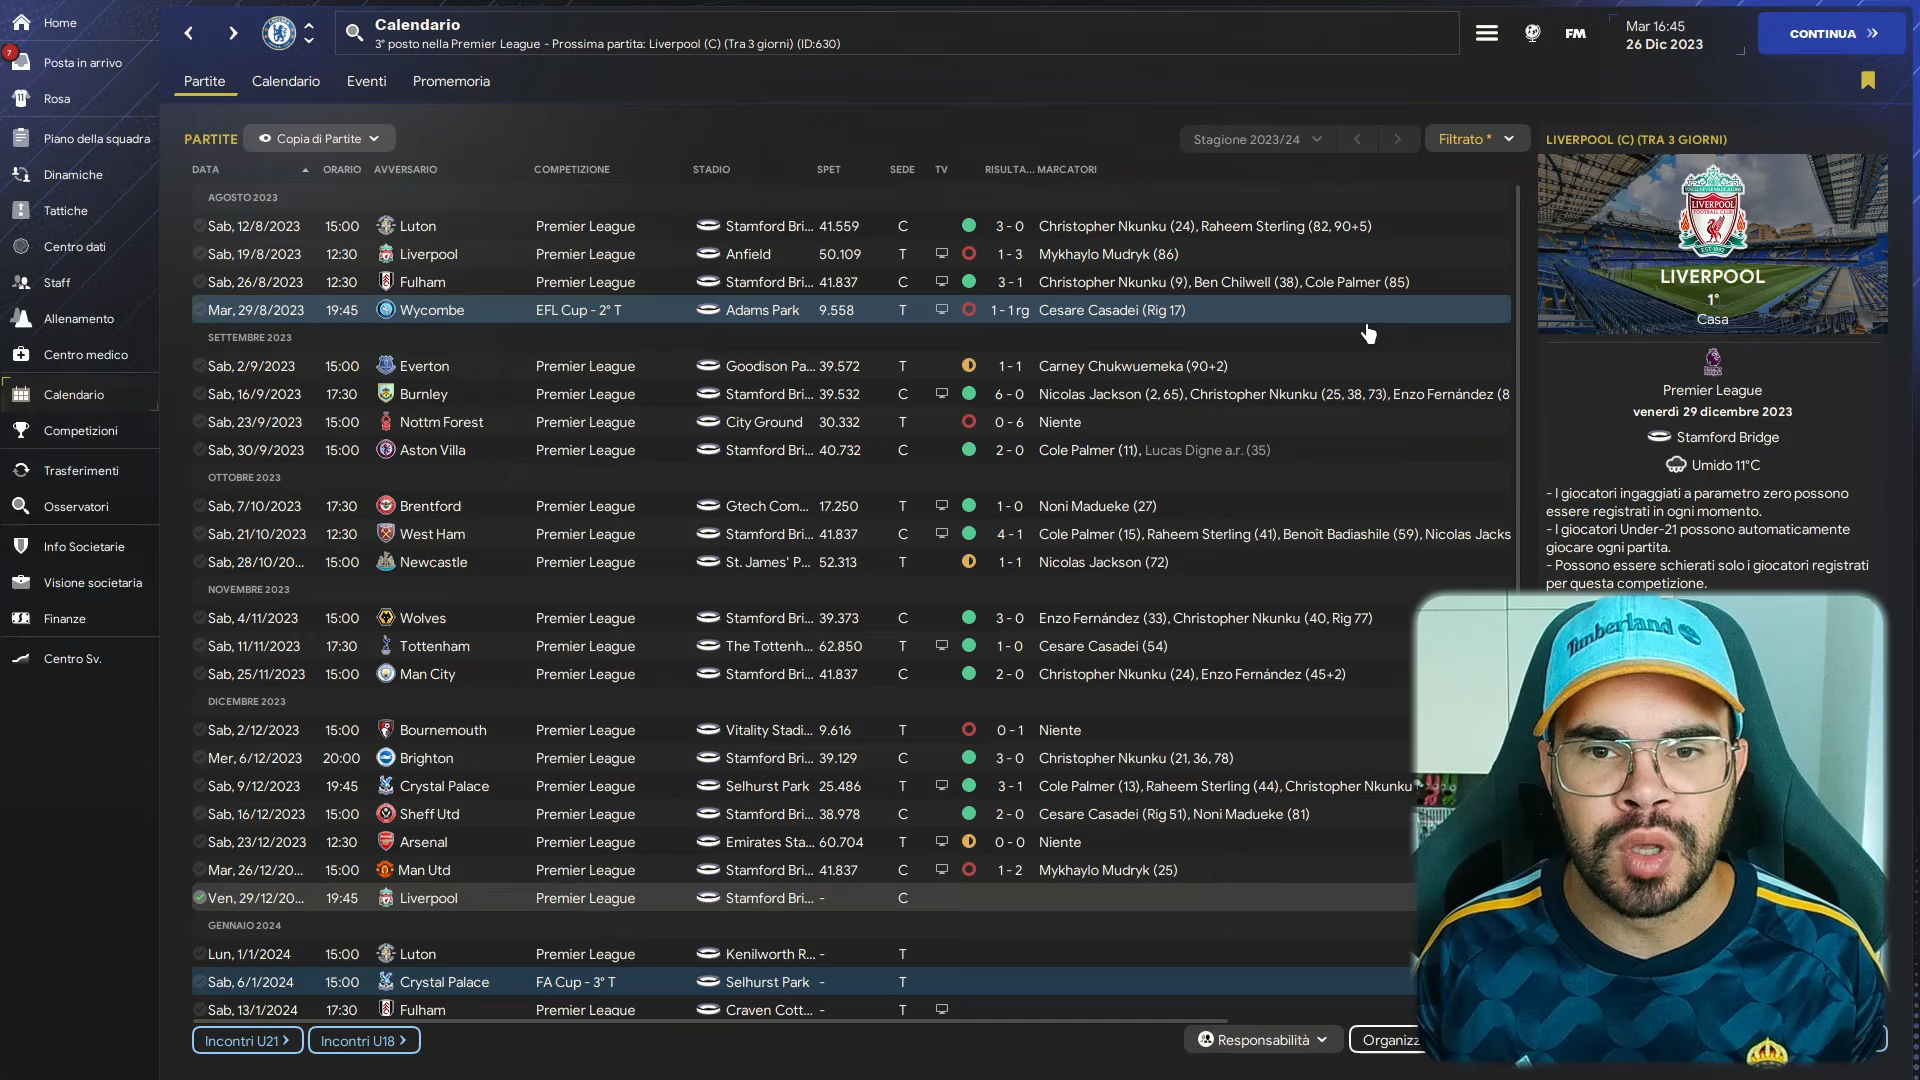 Home
7
Posta in arrivo
Rosa
Piano della squadra
Dinamiche
Tattiche
Centro dati
Staff
Allenamento
Centro medico
Calendario
Competizioni
Trasferimenti
Osservatori
Info Societarie
Visione societaria
Finanze
Centro Sv.
Calendario
3° posto nella Premier League - Prossima partita: Liverpool (C) (Tra 3 giorni) (ID:630)
FM
Mar 16:45
26 Dic 2023
CONTINUA
Partite Calendario Eventi Promemoria
PARTITE Copia di Partite Stagione 2023/24 Filtrato *
DATA ORARIO AVVERSARIO COMPETIZIONE STADIO SPET SEDE TV RISULTA... MARCATORI
AGOSTO 2023
Sab, 12/8/2023 15:00 Luton Premier League Stamford Bri... 41.559 C 3 - 0 Christopher Nkunku (24), Raheem Sterling (82, 90+5)
Sab, 19/8/2023 12:30 Liverpool Premier League Anfield 50.109 T 1 - 3 Mykhaylo Mudryk (86)
Sab, 26/8/2023 12:30 Fulham Premier League Stamford Bri... 41.837 C 3 - 1 Christopher Nkunku (9), Ben Chilwell (38), Cole Palmer (85)
Mar, 29/8/2023 19:45 Wycombe EFL Cup - 2° T Adams Park 9.558 T 1 - 1 rg Cesare Casadei (Rig 17)
SETTEMBRE 2023
Sab, 2/9/2023 15:00 Everton Premier League Goodison Pa... 39.572 T 1 - 1 Carney Chukwuemeka (90+2)
Sab, 16/9/2023 17:30 Burnley Premier League Stamford Bri... 39.532 C 6 - 0 Nicolas Jackson (2, 65), Christopher Nkunku (25, 38, 73), Enzo Fernández (8
Sab, 23/9/2023 15:00 Nottm Forest Premier League City Ground 30.332 T 0 - 6 Niente
Sab, 30/9/2023 15:00 Aston Villa Premier League Stamford Bri... 40.732 C 2 - 0 Cole Palmer (11), Lucas Digne a.r. (35)
OTTOBRE 2023
Sab, 7/10/2023 17:30 Brentford Premier League Gtech Com... 17.250 T 1 - 0 Noni Madueke (27)
Sab, 21/10/2023 12:30 West Ham Premier League Stamford Bri... 41.837 C 4 - 1 Cole Palmer (15), Raheem Sterling (41), Benoît Badiashile (59), Nicolas Jacks
Sab, 28/10/20... 15:00 Newcastle Premier League St. James' P... 52.313 T 1 - 1 Nicolas Jackson (72)
NOVEMBRE 2023
Sab, 4/11/2023 15:00 Wolves Premier League Stamford Bri... 39.373 C 3 - 0 Enzo Fernández (33), Christopher Nkunku (40, Rig 77)
Sab, 11/11/2023 17:30 Tottenham Premier League The Tottenh... 62.850 T 1 - 0 Cesare Casadei (54)
Sab, 25/11/2023 15:00 Man City Premier League Stamford Bri... 41.837 C 2 - 0 Christopher Nkunku (24), Enzo Fernández (45+2)
DICEMBRE 2023
Sab, 2/12/2023 15:00 Bournemouth Premier League Vitality Stadi... 9.616 T 0 - 1 Niente
Mer, 6/12/2023 20:00 Brighton Premier League Stamford Bri... 39.129 C 3 - 0 Christopher Nkunku (21, 36, 78)
Sab, 9/12/2023 19:45 Crystal Palace Premier League Selhurst Park 25.486 T 3 - 1 Cole Palmer (13), Raheem Sterling (44), Christopher Nkunku
Sab, 16/12/2023 15:00 Sheff Utd Premier League Stamford Bri... 38.978 C 2 - 0 Cesare Casadei (Rig 51), Noni Madueke (81)
Sab, 23/12/2023 12:30 Arsenal Premier League Emirates Sta... 60.704 T 0 - 0 Niente
Mar, 26/12/20... 15:00 Man Utd Premier League Stamford Bri... 41.837 C 1 - 2 Mykhaylo Mudryk (25)
Ven, 29/12/20... 19:45 Liverpool Premier League Stamford Bri... - C
GENNAIO 2024
Lun, 1/1/2024 15:00 Luton Premier League Kenilworth R... - T
Sab, 6/1/2024 15:00 Crystal Palace FA Cup - 3° T Selhurst Park - T
Sab, 13/1/2024 17:30 Fulham Premier League Craven Cott... - T
Incontri U21 Incontri U18 Responsabilità Organizz
LIVERPOOL (C) (TRA 3 GIORNI)
LIVERPOOL
FOOTBALL CLUB
LIVERPOOL
1°
Casa
Premier League
venerdì 29 dicembre 2023
Stamford Bridge
Umido 11°C
- I giocatori ingaggiati a parametro zero possono
essere registrati in ogni momento.
- I giocatori Under-21 possono automaticamente
giocare ogni partita.
- Possono essere schierati solo i giocatori registrati
per questa competizione.
Timberland